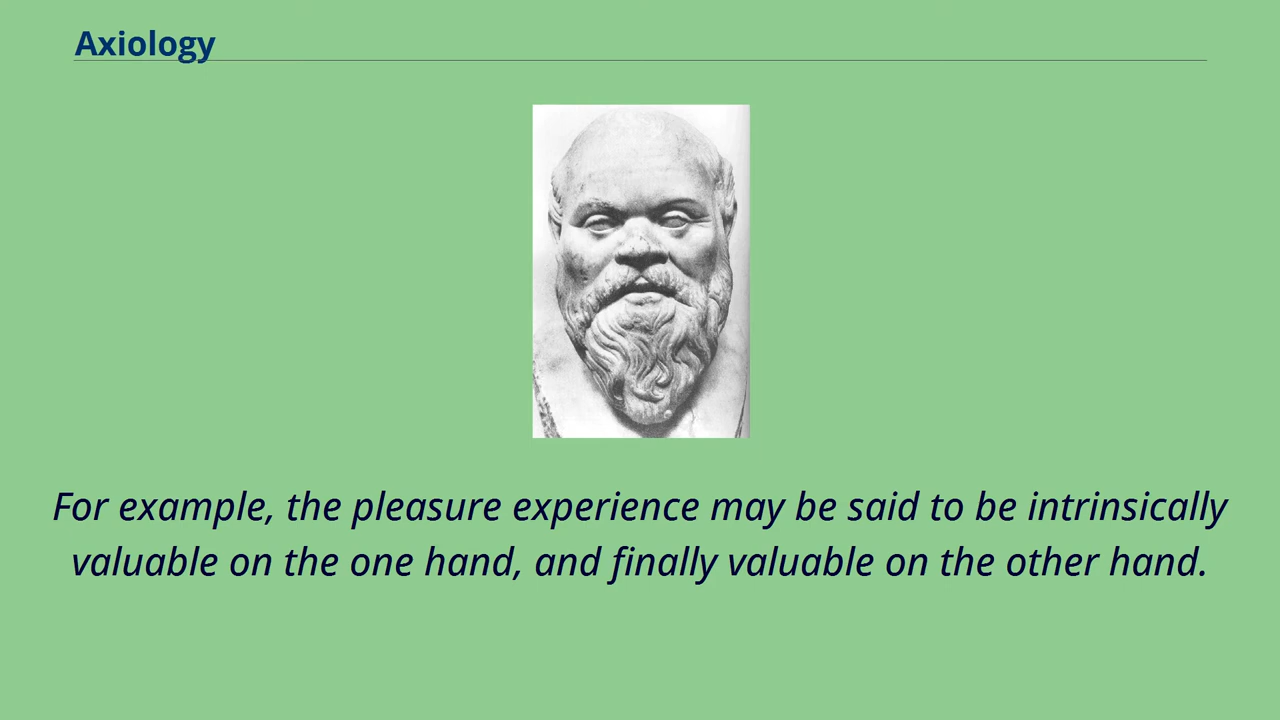 Axiology
For example, the pleasure experience may be said to be intrinsically
valuable on the one hand, and finally valuable on the other hand.